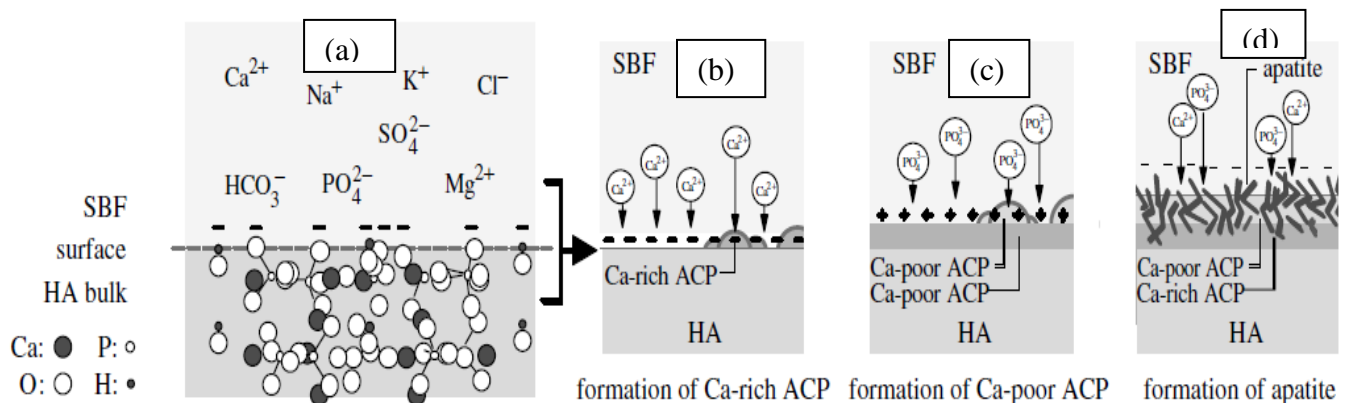 (a)
Ca²⁺
Na⁺
K⁺
Cl⁻
SO₄²⁻
HCO₃⁻
PO₄²⁻
Mg²⁺
SBF
surface
HA bulk
Ca: P:
O: H:
SBF
(b)
Ca²⁺
Ca²⁺
Ca²⁺
Ca²⁺
Ca²⁺
Ca-rich ACP
HA
formation of Ca-rich ACP
SBF
(c)
PO₄³⁻
PO₄³⁻
PO₄³⁻
PO₄³⁻
Ca-poor ACP
Ca-poor ACP
HA
formation of Ca-poor ACP
(d)
SBF
apatite
PO₄³⁻
Ca²⁺
Ca²⁺
PO₄³⁻
Ca-poor ACP
Ca-rich ACP
HA
formation of apatite